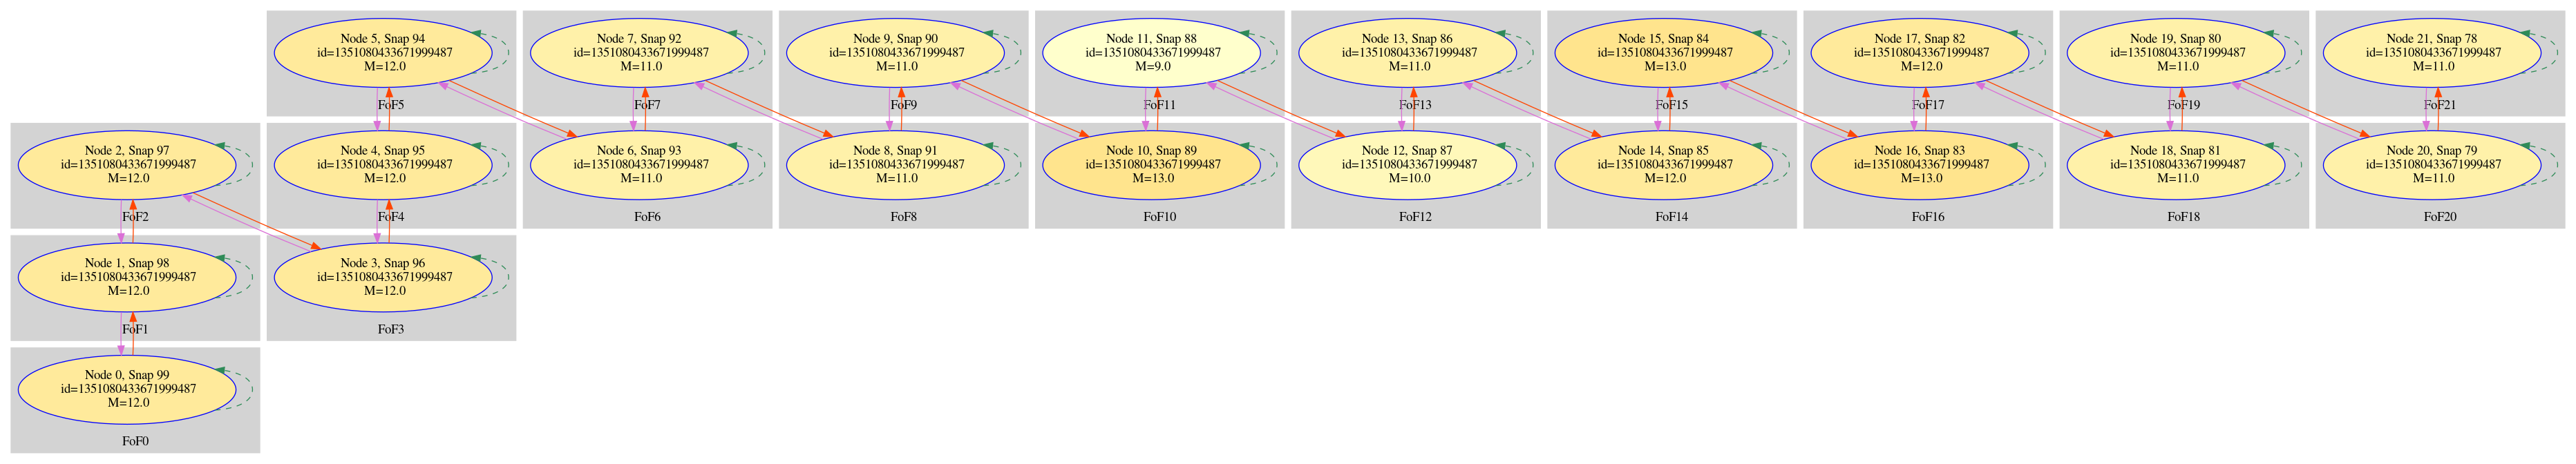 Node 5, Snap 94
id=1351080433671999487
M=12.0
FoF5
Node 7, Snap 92
id=1351080433671999487
M=11.0
FoF7
Node 9, Snap 90
id=1351080433671999487
M=11.0
FoF9
Node 11, Snap 88
id=1351080433671999487
M=9.0
FoF11
Node 13, Snap 86
id=1351080433671999487
M=11.0
FoF13
Node 15, Snap 84
id=1351080433671999487
M=13.0
FoF15
Node 17, Snap 82
id=1351080433671999487
M=12.0
FoF17
Node 19, Snap 80
id=1351080433671999487
M=11.0
FoF19
Node 21, Snap 78
id=1351080433671999487
M=11.0
FoF21
Node 2, Snap 97
id=1351080433671999487
M=12.0
FoF2
Node 4, Snap 95
id=1351080433671999487
M=12.0
FoF4
Node 6, Snap 93
id=1351080433671999487
M=11.0
FoF6
Node 8, Snap 91
id=1351080433671999487
M=11.0
FoF8
Node 10, Snap 89
id=1351080433671999487
M=13.0
FoF10
Node 12, Snap 87
id=1351080433671999487
M=10.0
FoF12
Node 14, Snap 85
id=1351080433671999487
M=12.0
FoF14
Node 16, Snap 83
id=1351080433671999487
M=13.0
FoF16
Node 18, Snap 81
id=1351080433671999487
M=11.0
FoF18
Node 20, Snap 79
id=1351080433671999487
M=11.0
FoF20
Node 1, Snap 98
id=1351080433671999487
M=12.0
FoF1
Node 3, Snap 96
id=1351080433671999487
M=12.0
FoF3
Node 0, Snap 99
id=1351080433671999487
M=12.0
FoF0